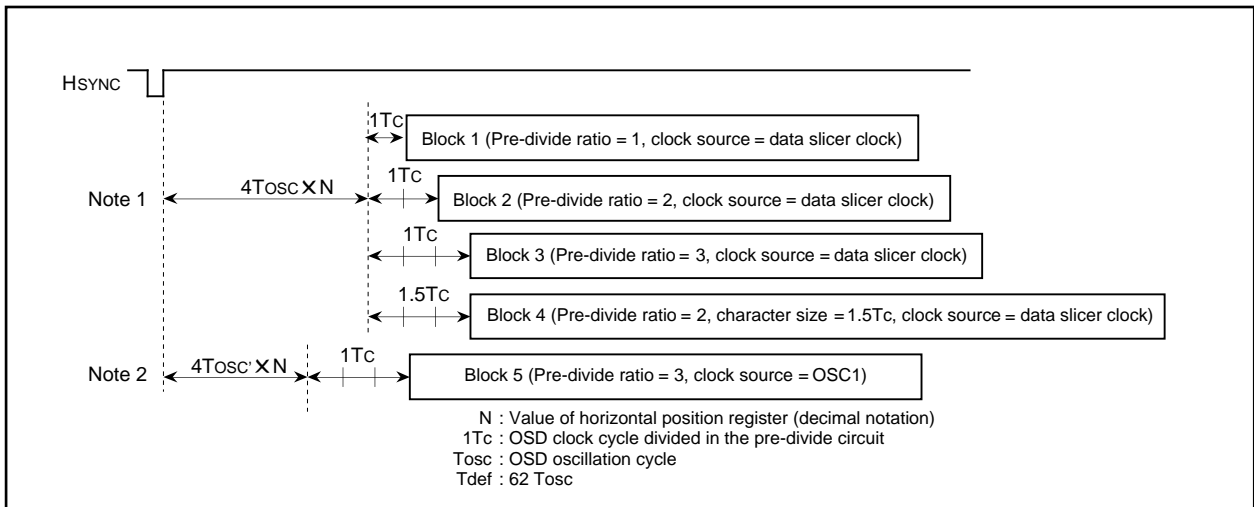 HSYNC
1TC
Block 1 (Pre-divide ratio = 1, clock source = data slicer clock)
Note 1
4TOSC × N
1TC
Block 2 (Pre-divide ratio = 2, clock source = data slicer clock)
1TC
Block 3 (Pre-divide ratio = 3, clock source = data slicer clock)
1.5TC
Block 4 (Pre-divide ratio = 2, character size = 1.5Tc, clock source = data slicer clock)
Note 2
4TOSC' × N
1TC
Block 5 (Pre-divide ratio = 3, clock source = OSC1)
N : Value of horizontal position register (decimal notation)
1Tc : OSD clock cycle divided in the pre-divide circuit
Tosc : OSD oscillation cycle
Tdef : 62 Tosc